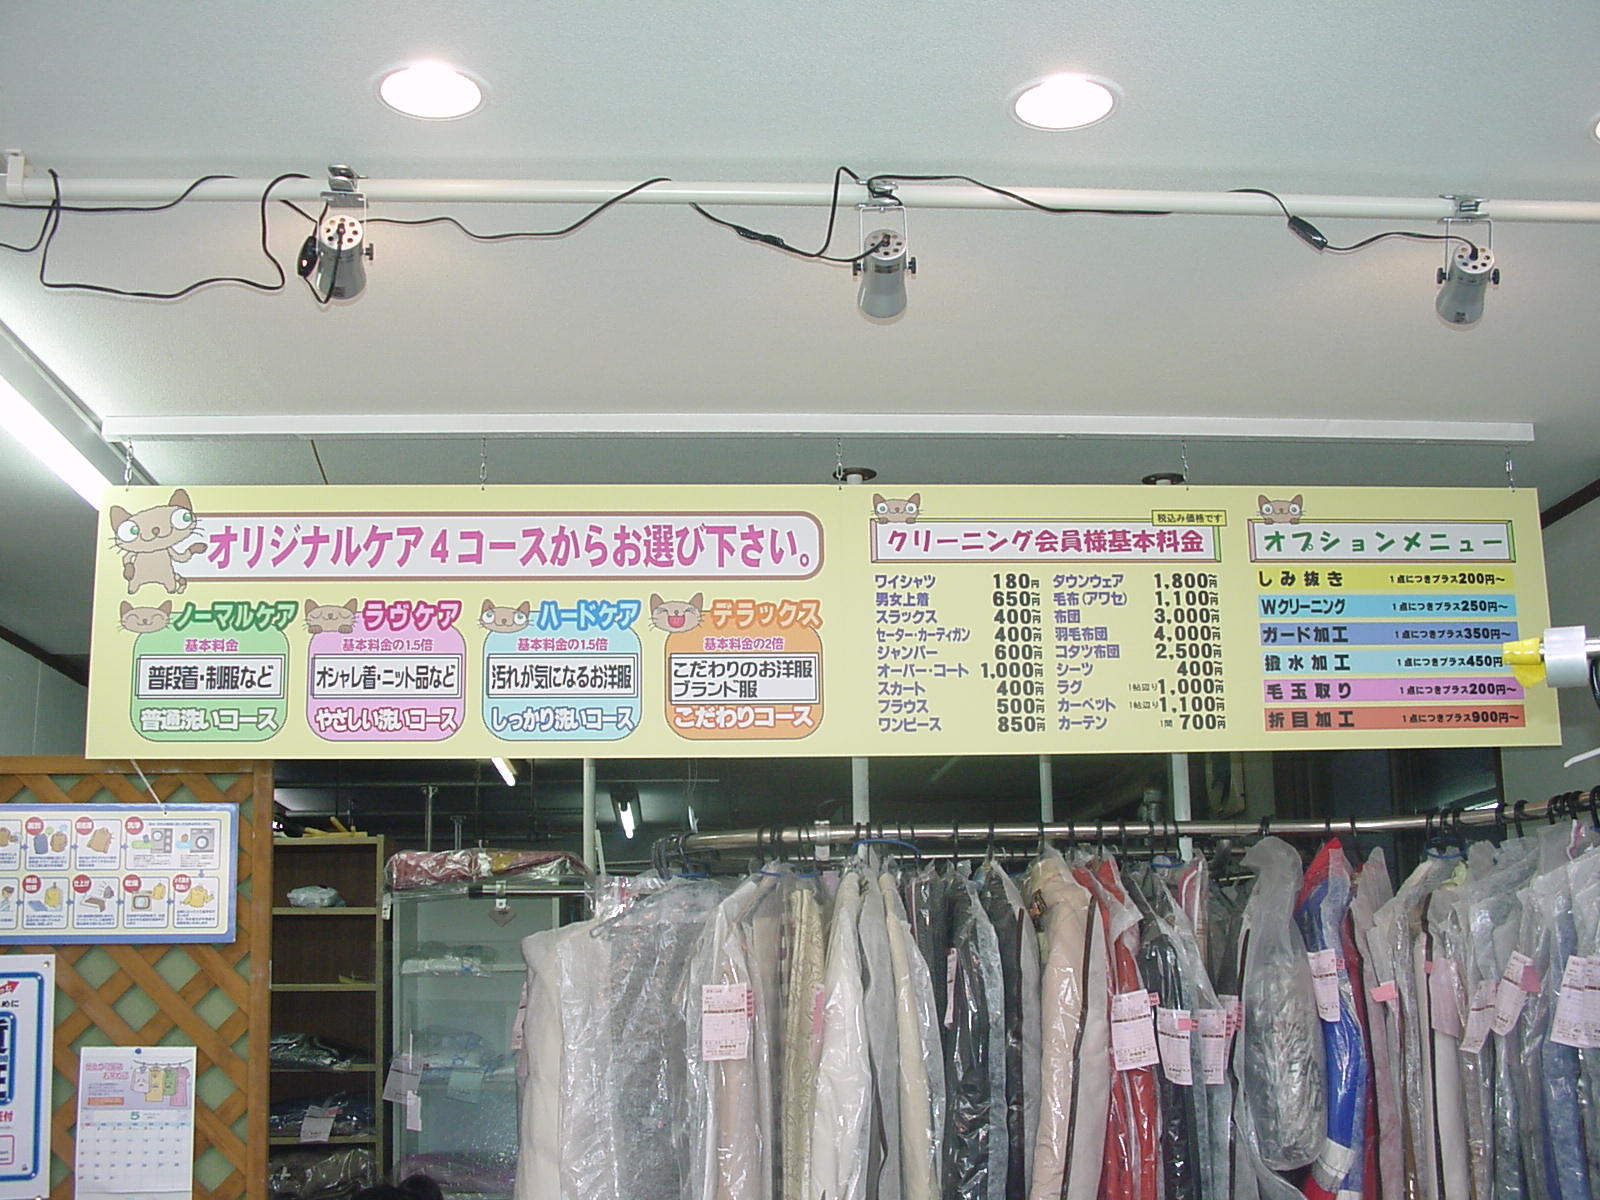 オリジナルケア4コースからお選び下さい。
ノーマルケア
基本料金
普段着・制服など
普通洗いコース
ラヴケア
基本料金の1.5倍
オシャレ着・ニット品など
やさしい洗いコース
ハードケア
基本料金の1.5倍
汚れが気になるお洋服
しっかり洗いコース
デラックス
基本料金の2倍
こだわりのお洋服
ブランド服
こだわりコース
税込み価格です
クリーニング会員様基本料金
ワイシャツ 180円
男女上着 650円
スラックス 400円
セーター・カーディガン 400円
ジャンパー 600円
オーバー・コート 1,000円
スカート 400円
ブラウス 500円
ワンピース 850円
ダウンウェア 1,800円
毛布(アワセ) 1,100円
布団 3,000円
羽毛布団 4,000円
コタツ布団 2,500円
シーツ 400円
ラグ 1帖辺り1,000円
カーペット 1帖辺り1,100円
カーテン 1間 700円
オプションメニュー
しみ抜き 1点につきプラス200円〜
Wクリーニング 1点につきプラス250円〜
ガード加工 1点につきプラス350円〜
撥水加工 1点につきプラス450円
毛玉取り 1点につきプラス200円〜
折目加工 1点につきプラス900円〜
洗浄
仕上げ
乾燥
5